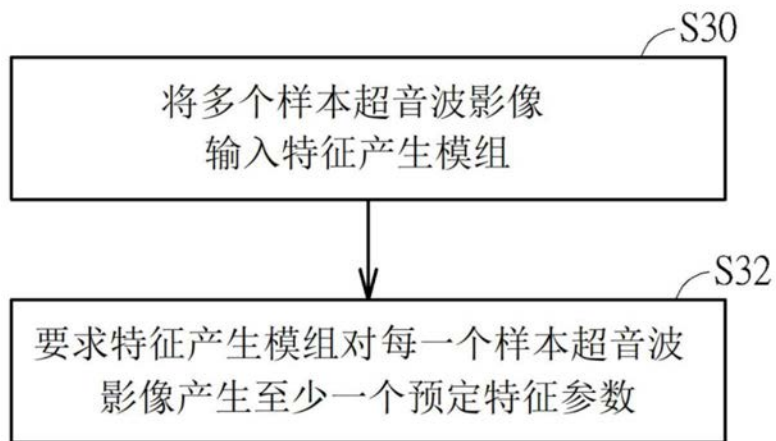 S30
将多个样本超音波影像
输入特征产生模组
S32
要求特征产生模组对每一个样本超音波
影像产生至少一个预定特征参数